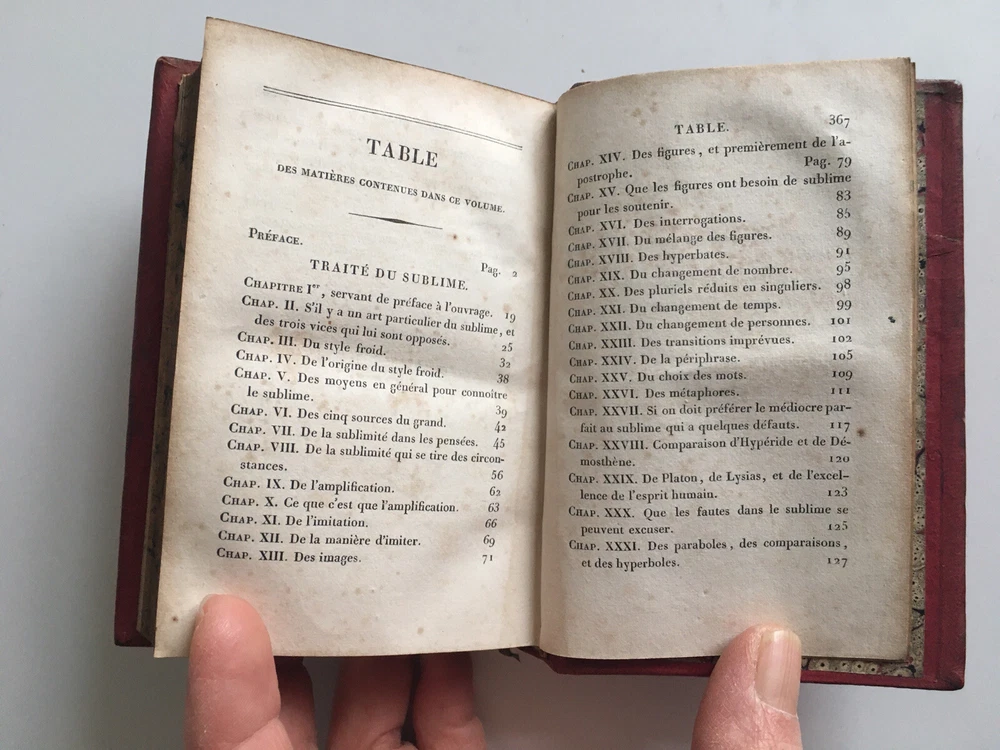 TABLE
DES MATIÈRES CONTENUES DANS CE VOLUME.
PRÉFACE. Pag. 2
TRAITÉ DU SUBLIME.
CHAPITRE Ier, servant de préface à l'ouvrage. 19
CHAP. II. S'il y a un art particulier du sublime, et
des trois vices qui lui sont opposés. 25
CHAP. III. Du style froid. 32
CHAP. IV. De l'origine du style froid. 38
CHAP. V. Des moyens en général pour connoitre
le sublime. 39
CHAP. VI. Des cinq sources du grand. 42
CHAP. VII. De la sublimité dans les pensées. 45
CHAP. VIII. De la sublimité qui se tire des circon-
stances. 56
CHAP. IX. De l'amplification. 62
CHAP. X. Ce que c'est que l'amplification. 63
CHAP. XI. De l'imitation. 66
CHAP. XII. De la manière d'imiter. 69
CHAP. XIII. Des images. 71
TABLE. 367
CHAP. XIV. Des figures, et premièrement de l'a-
postrophe. Pag. 79
CHAP. XV. Que les figures ont besoin de sublime
pour les soutenir. 83
CHAP. XVI. Des interrogations. 85
CHAP. XVII. Du mélange des figures. 89
CHAP. XVIII. Des hyperbates. 91
CHAP. XIX. Du changement de nombre. 95
CHAP. XX. Des pluriels réduits en singuliers. 98
CHAP. XXI. Du changement de temps. 99
CHAP. XXII. Du changement de personnes. 101
CHAP. XXIII. Des transitions imprévues. 102
CHAP. XXIV. De la périphrase. 105
CHAP. XXV. Du choix des mots. 109
CHAP. XXVI. Des métaphores. 111
CHAP. XXVII. Si on doit préférer le médiocre par-
fait au sublime qui a quelques défauts. 117
CHAP. XXVIII. Comparaison d'Hypéride et de Dé-
mosthène. 120
CHAP. XXIX. De Platon, de Lysias, et de l'excel-
lence de l'esprit humain. 123
CHAP. XXX. Que les fautes dans le sublime se
peuvent excuser. 125
CHAP. XXXI. Des paraboles, des comparaisons,
et des hyperboles. 127